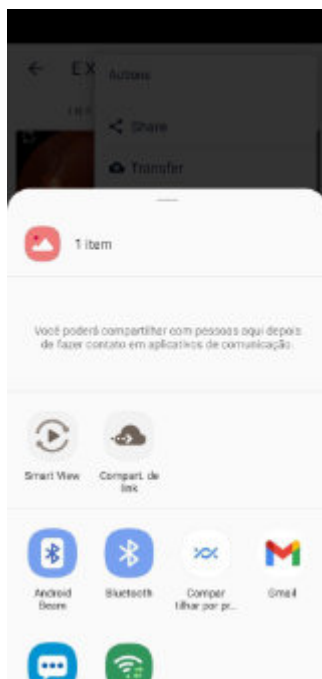 ← EX
Actions
Share
Transfer
1 item
Você poderá compartilhar com pessoas aqui depois
de fazer contato em aplicativos de comunicação.
Smart View
Compart. de
link
Android
Beam
Bluetooth
Compar
tilhar por pr...
Gmail